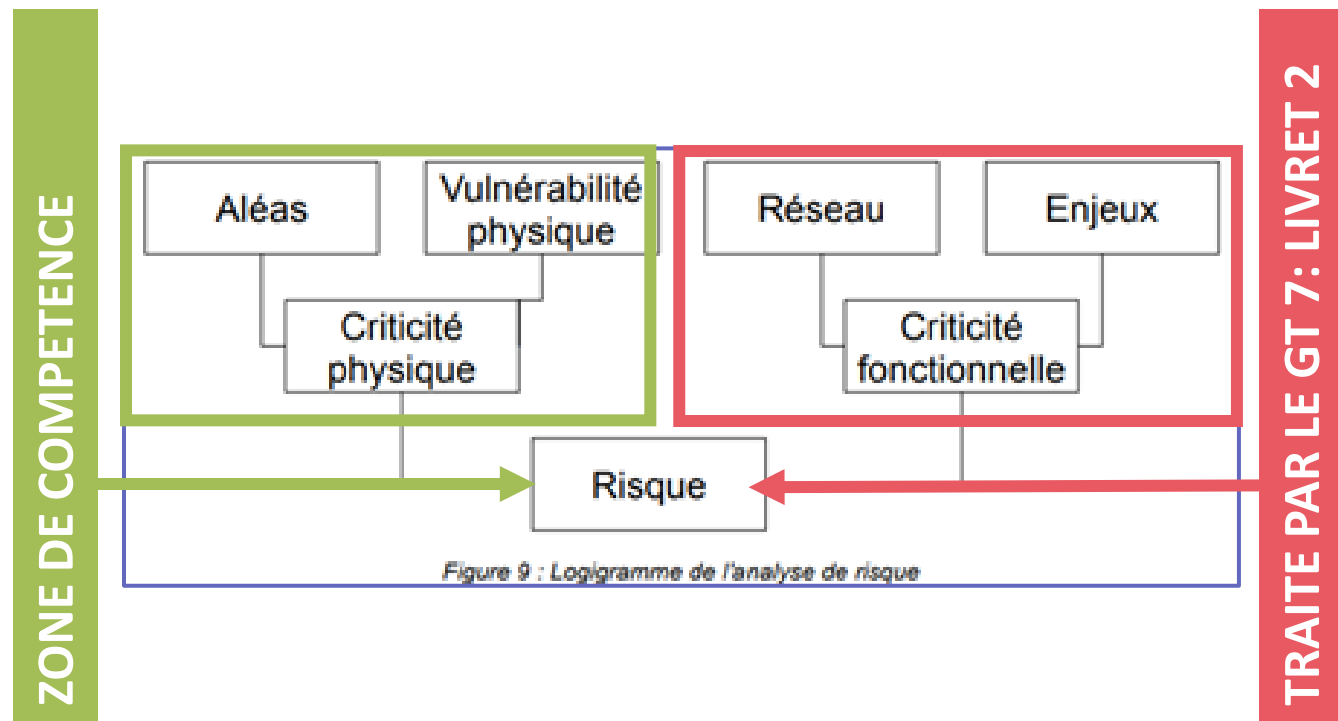 ZONE DE COMPETENCE
Aléas
Vulnérabilité
physique
Réseau
Enjeux
Criticité
physique
Criticité
fonctionnelle
Risque
Figure 9 : Logigramme de l'analyse de risque
TRAITE PAR LE GT 7: LIVRET 2